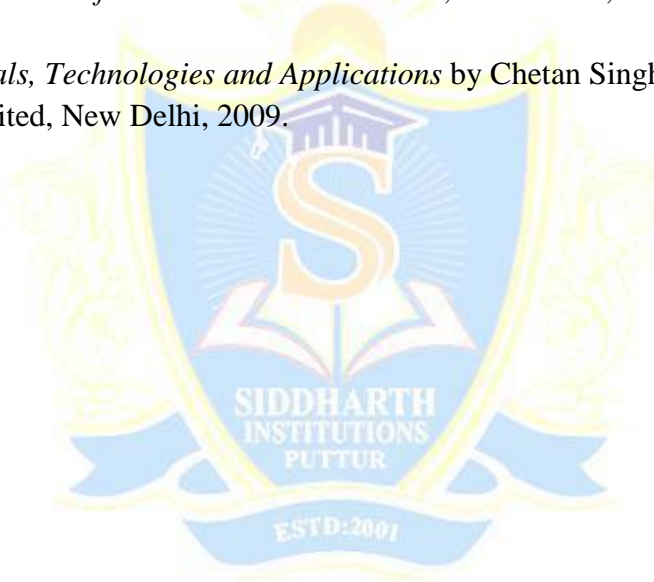 als, Technologies and Applications by Chetan Singh
ited, New Delhi, 2009.
S
SIDDHARTH
INSTITUTIONS
PUTTUR
ESTD:2001